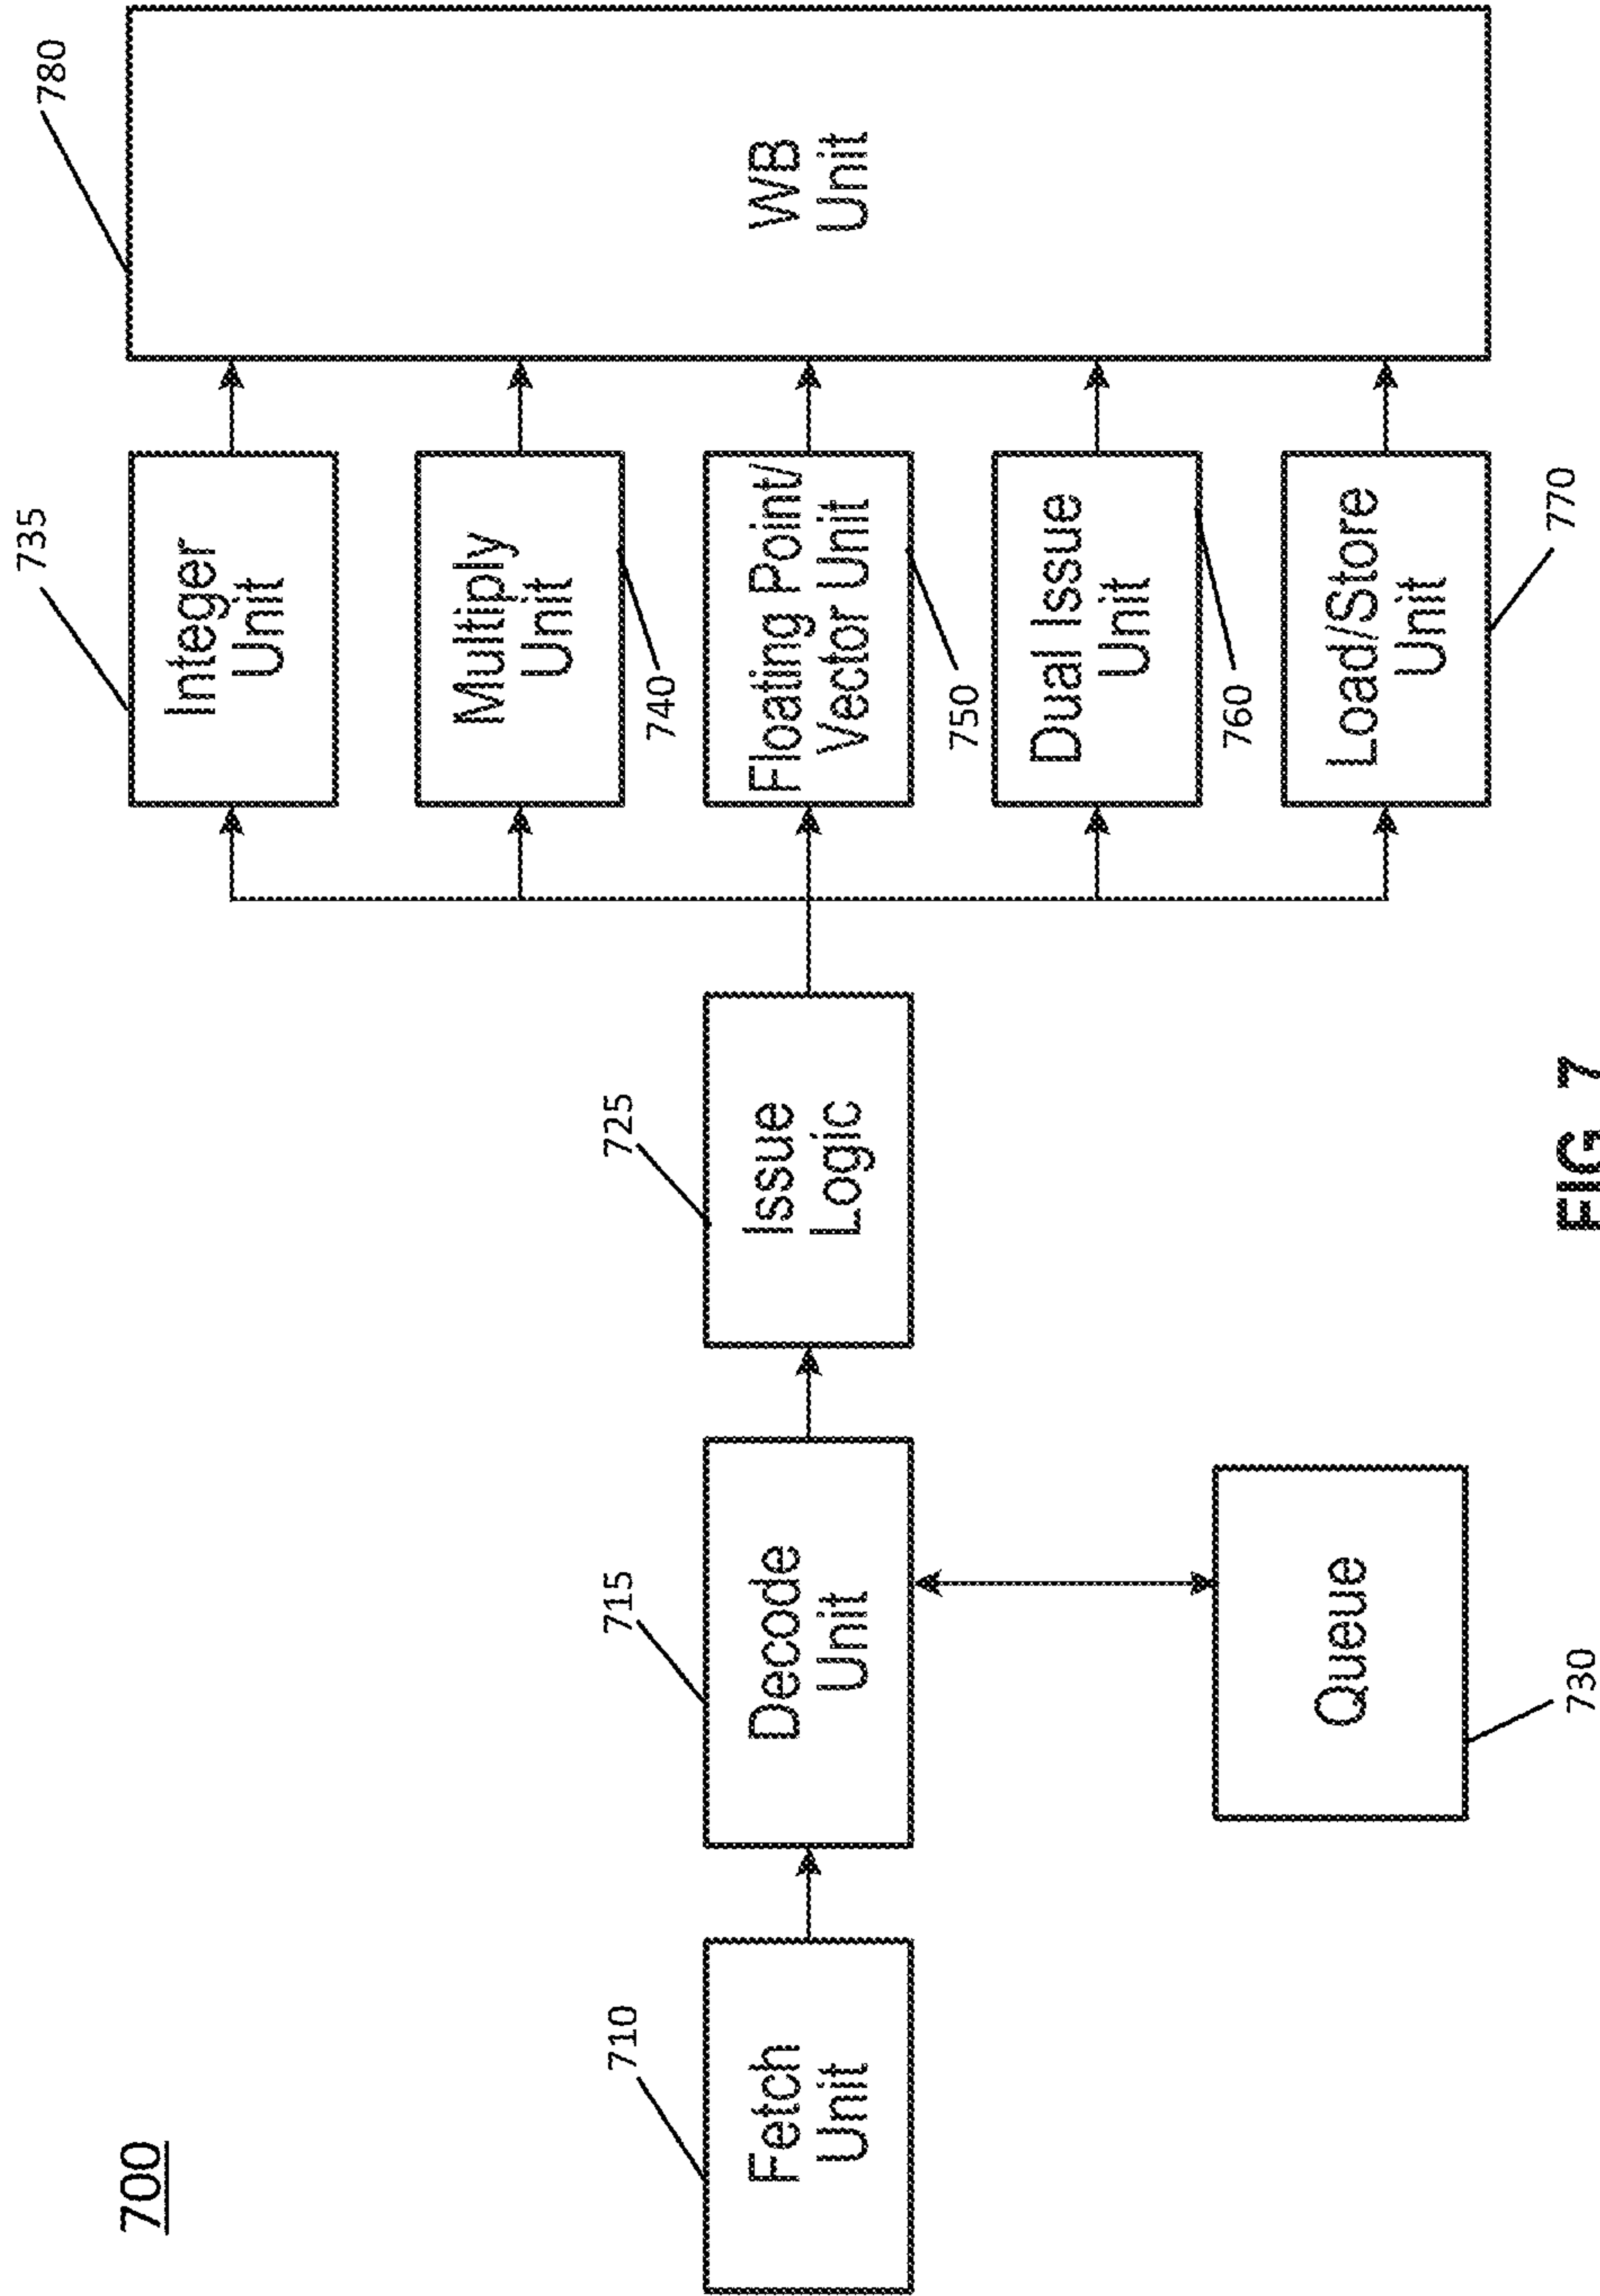 700
710
Fetch
Unit
715
Decode
Unit
730
Queue
725
Issue
Logic
735
Integer
Unit
740
Multiply
Unit
750
Floating Point/
Vector Unit
760
Dual Issue
Unit
770
Load/Store
Unit
780
WB
Unit
FIG. 7